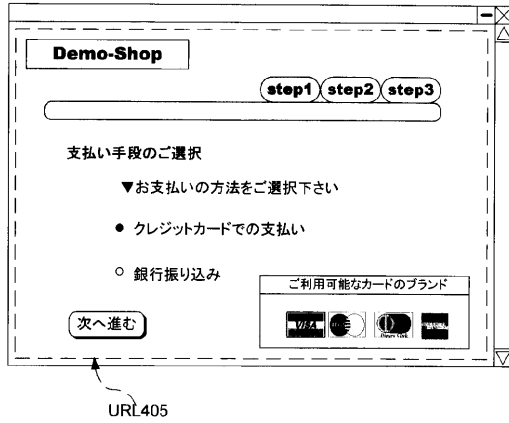 Demo-Shop
step1 step2 step3
支払い手段のご選択
▼お支払いの方法をご選択下さい
● クレジットカードでの支払い
○ 銀行振り込み
ご利用可能なカードのブランド
VISA
次へ進む
URL405